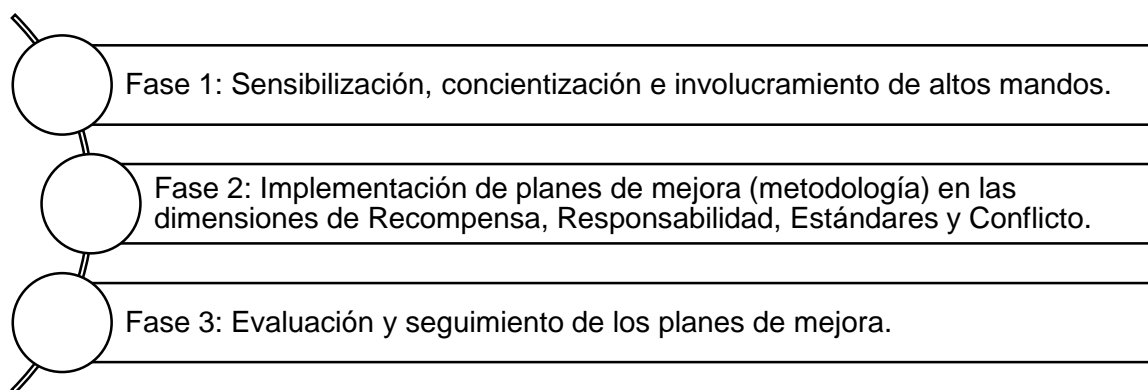 Fase 1: Sensibilización, concientización e involucramiento de altos mandos.
Fase 2: Implementación de planes de mejora (metodología) en las
dimensiones de Recompensa, Responsabilidad, Estándares y Conflicto.
Fase 3: Evaluación y seguimiento de los planes de mejora.